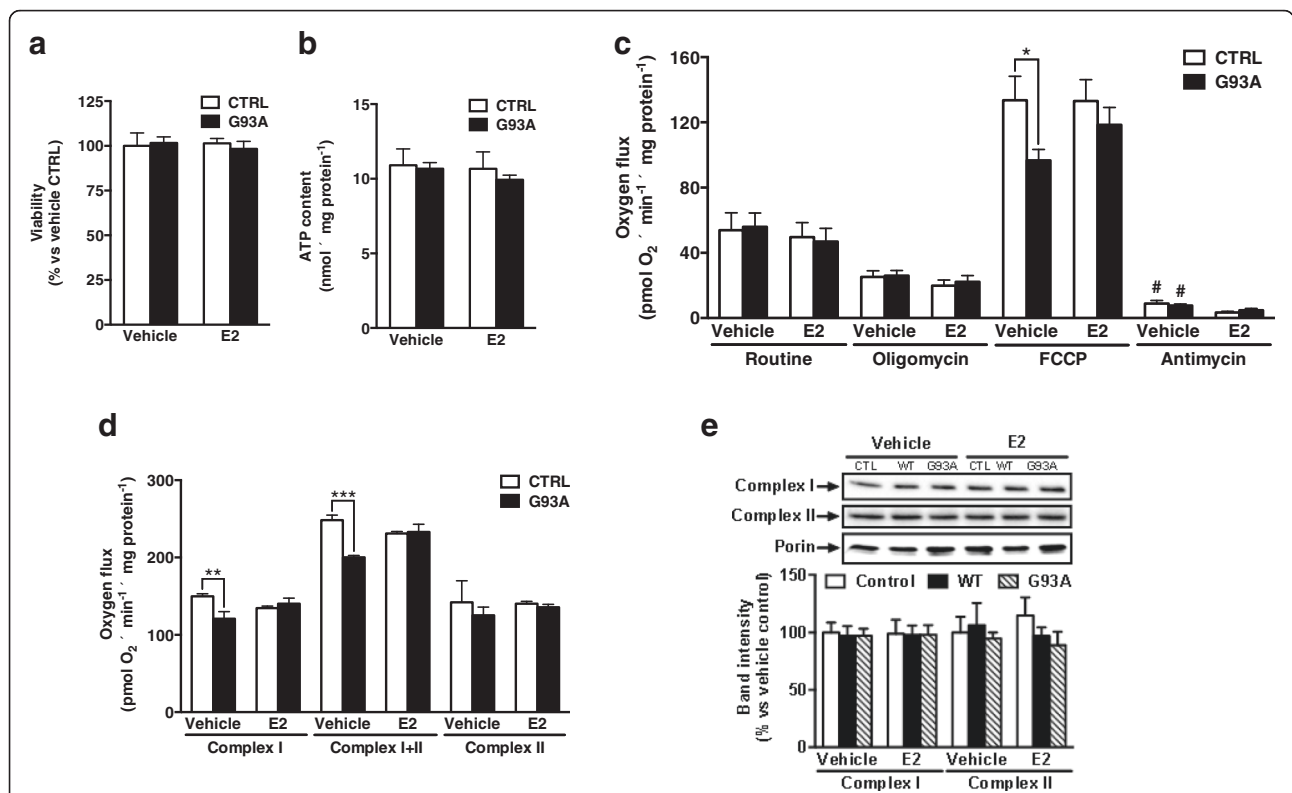 a
CTRL
G93A
125
100
75
50
25
0
Viability
(% vs vehicle CTRL)
Vehicle E2
b
CTRL
G93A
15
10
5
0
ATP content
(nmol ´ mg protein-1)
Vehicle E2
c
CTRL
G93A
160
120
80
40
0
Oxygen flux
(pmol O2 ´ min-1 ´ mg protein-1)
*
# #
Vehicle E2 Vehicle E2 Vehicle E2 Vehicle E2
Routine Oligomycin FCCP Antimycin
d
CTRL
G93A
300
200
100
0
Oxygen flux
(pmol O2 ´ min-1 ´ mg protein-1)
**
***
Vehicle E2 Vehicle E2 Vehicle E2
Complex I Complex I+II Complex II
e
Vehicle E2
CTL WT G93A CTL WT G93A
Complex I
Complex II
Porin
150
100
50
0
Band intensity
(% vs vehicle control)
Control WT G93A
Vehicle E2 Vehicle E2
Complex I Complex II